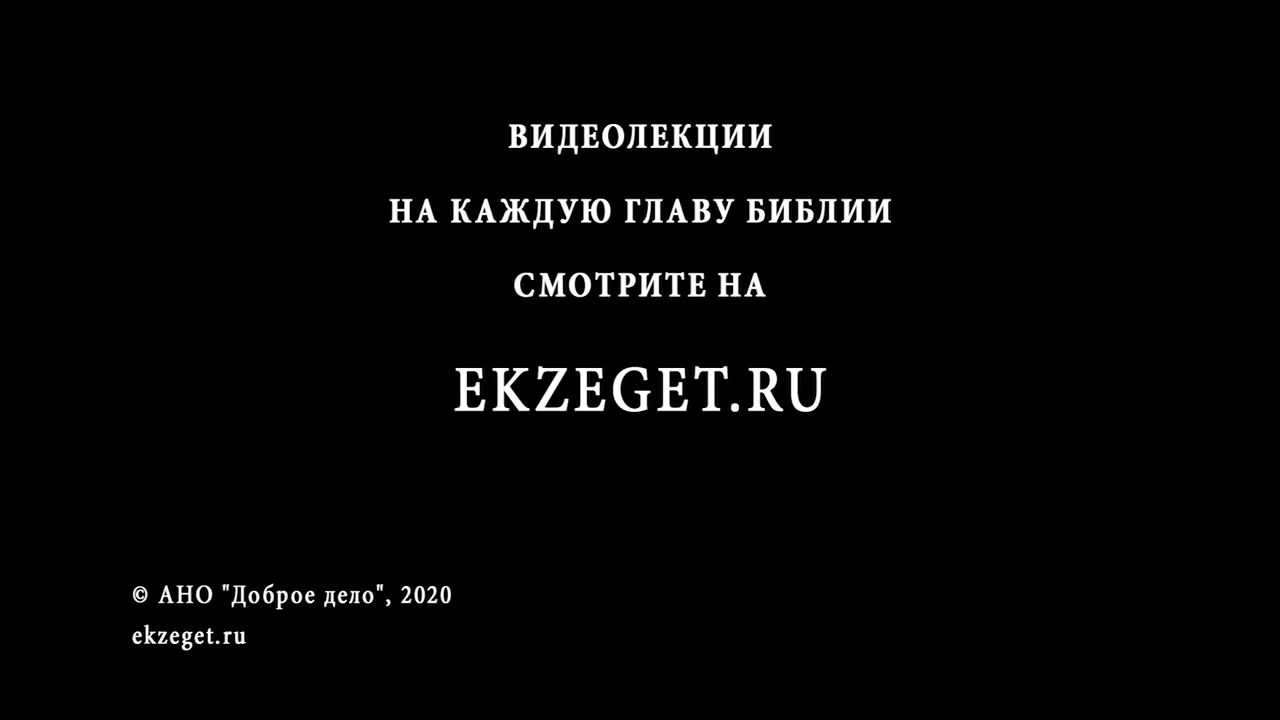 ВИДЕОЛЕКЦИИ
НА КАЖДУЮ ГЛАВУ БИБЛИИ
СМОТРИТЕ НА
EKZEGET.RU
© АНО "Доброе дело", 2020
ekzeget.ru